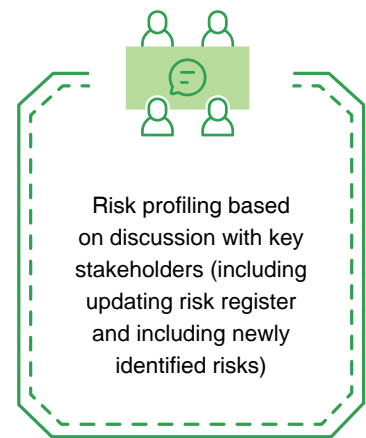 Risk profiling based
on discussion with key
stakeholders (including
updating risk register
and including newly
identified risks)